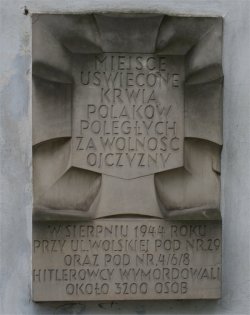 MIEJSCE
UŚWIĘCONE
KRWIĄ
POLAKÓW
POLEGŁYCH
ZA WOLNOŚĆ
OJCZYZNY
W SIERPNIU 1944 ROKU
PRZY UL. WOLSKIEJ POD NR. 29
ORAZ POD NR. 4/6/8
HITLEROWCY WYMORDOWALI
OKOŁO 3200 OSÓB